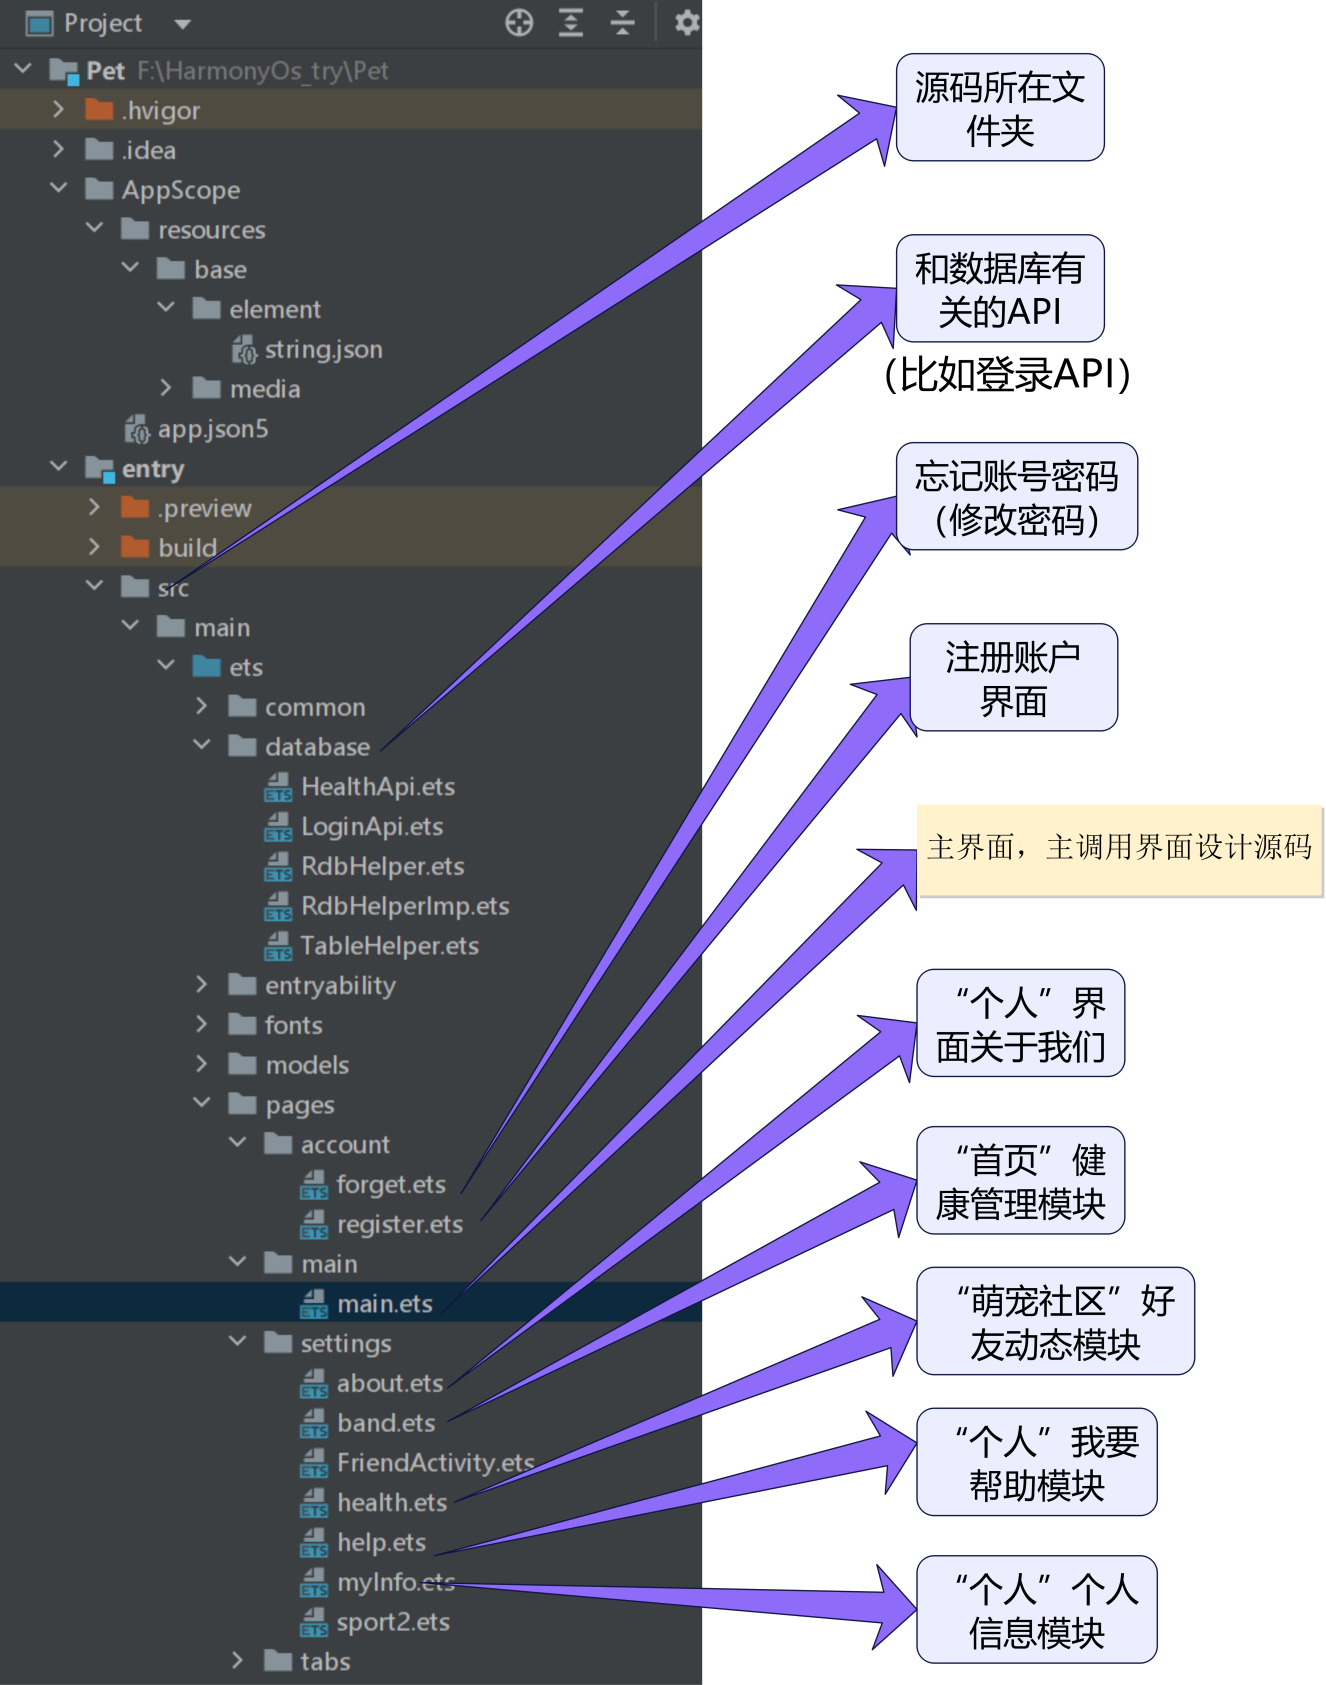 Project
Pet F:\HarmonyOs_try\Pet
.hvigor
.idea
AppScope
resources
base
element
string.json
media
app.json5
entry
.preview
build
src
main
ets
common
database
HealthApi.ets
LoginApi.ets
RdbHelper.ets
RdbHelperImp.ets
TableHelper.ets
entryability
fonts
models
pages
account
forget.ets
register.ets
main
main.ets
settings
about.ets
band.ets
FriendActivity.ets
health.ets
help.ets
myInfo.ets
sport2.ets
tabs
源码所在文
件夹
和数据库有
关的API
（比如登录API）
忘记账号密码
（修改密码）
注册账户
界面
主界面，主调用界面设计源码
“个人”界
面关于我们
“首页”健
康管理模块
“萌宠社区”好
友动态模块
“个人”我要
帮助模块
“个人”个人
信息模块